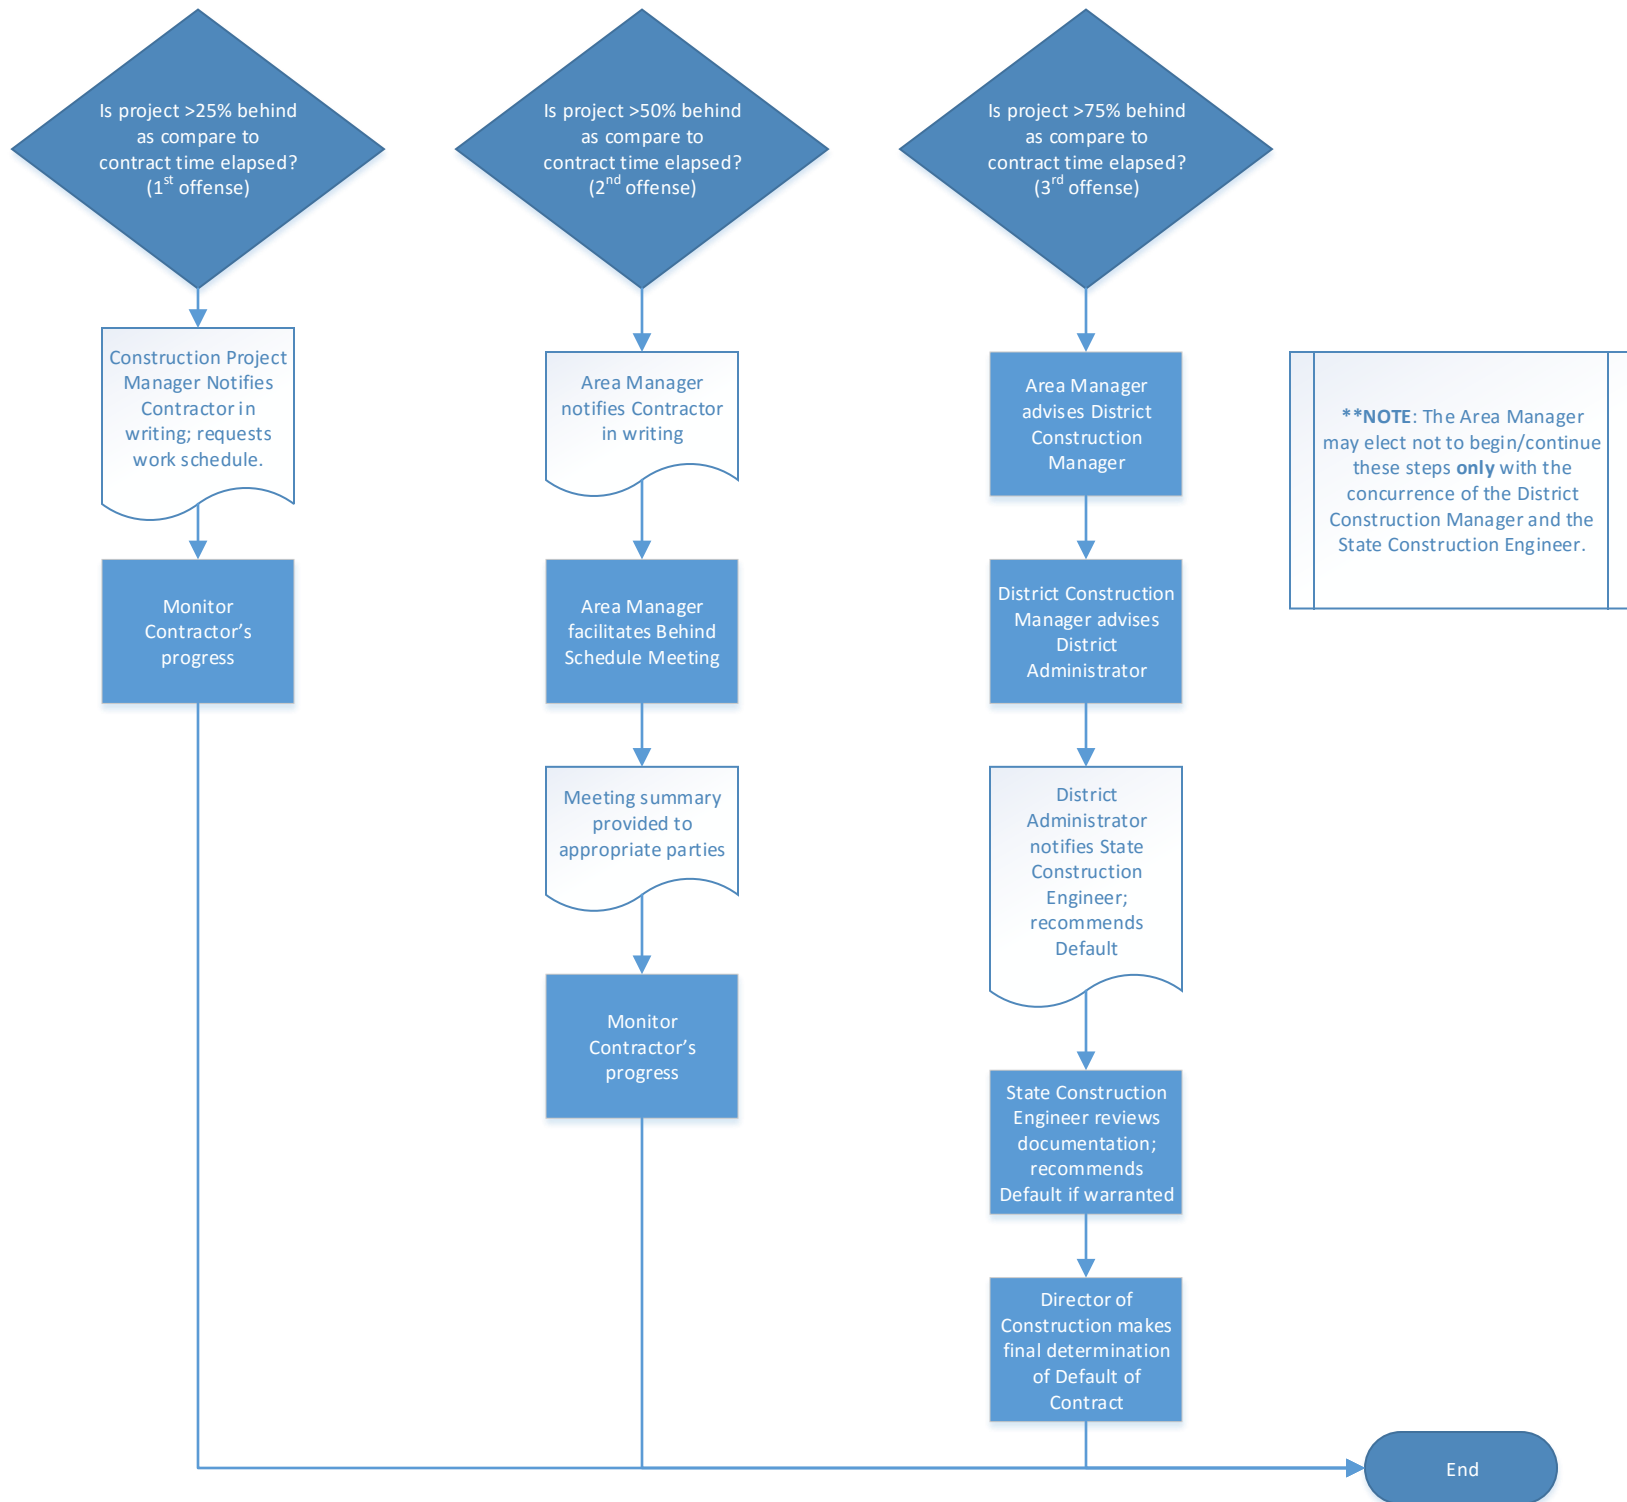 Is project >25% behind
as compare to
contract time elapsed?
(1st offense)
Construction Project
Manager Notifies
Contractor in
writing; requests
work schedule.
Monitor
Contractor’s
progress
Is project >50% behind
as compare to
contract time elapsed?
(2nd offense)
Area Manager
notifies Contractor
in writing
Area Manager
facilitates Behind
Schedule Meeting
Meeting summary
provided to
appropriate parties
Monitor
Contractor’s
progress
Is project >75% behind
as compare to
contract time elapsed?
(3rd offense)
Area Manager
advises District
Construction
Manager
District Construction
Manager advises
District
Administrator
District
Administrator
notifies State
Construction
Engineer;
recommends
Default
State Construction
Engineer reviews
documentation;
recommends
Default if warranted
Director of
Construction makes
final determination
of Default of
Contract
**NOTE: The Area Manager
may elect not to begin/continue
these steps only with the
concurrence of the District
Construction Manager and the
State Construction Engineer.
End